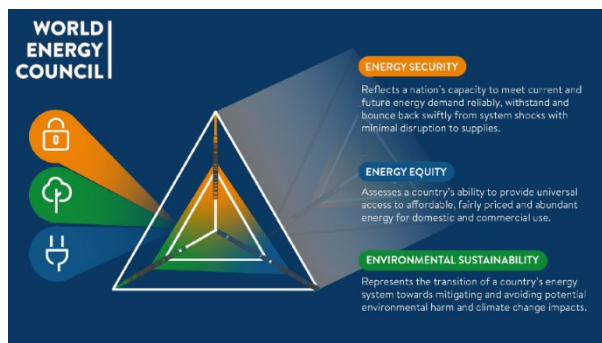 WORLD
ENERGY
COUNCIL
ENERGY SECURITY
Reflects a nation's capacity to meet current and
future energy demand reliably, withstand and
bounce back swiftly from system shocks with
minimal disruption to supplies.
ENERGY EQUITY
Assesses a country's ability to provide universal
access to affordable, fairly priced and abundant
energy for domestic and commercial use.
ENVIRONMENTAL SUSTAINABILITY
Represents the transition of a country's energy
system towards mitigating and avoiding potential
environmental harm and climate change impacts.